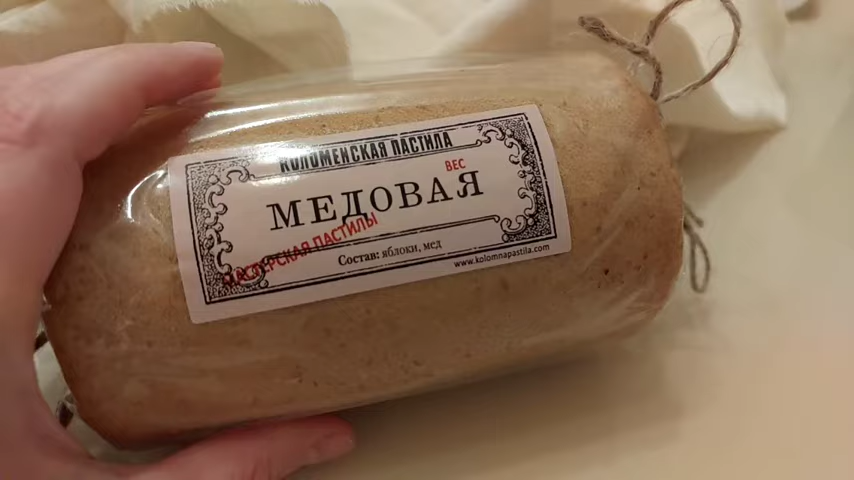 КОЛОМЕНСКАЯ ПАСТИЛА
ВЕС
МЕДОВАЯ
МАСТЕРСКАЯ ПАСТИЛЫ
Состав: яблоки, мед
www.kolomnapastila.com